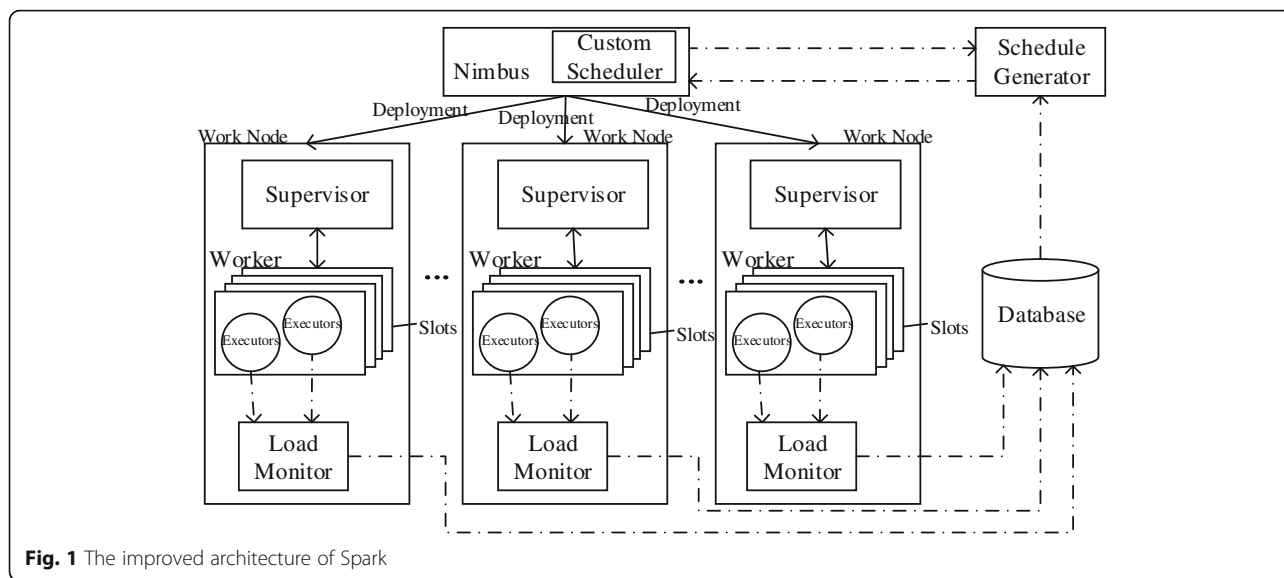 Custom
Scheduler
Nimbus
Schedule
Generator
Deployment
Deployment
Deployment
Work Node
Work Node
Work Node
Supervisor
Supervisor
Supervisor
Worker
Worker
Worker
...
...
Executors
Executors
Executors
Executors
Executors
Executors
Slots
Slots
Slots
Database
Load
Monitor
Load
Monitor
Load
Monitor
Fig. 1 The improved architecture of Spark